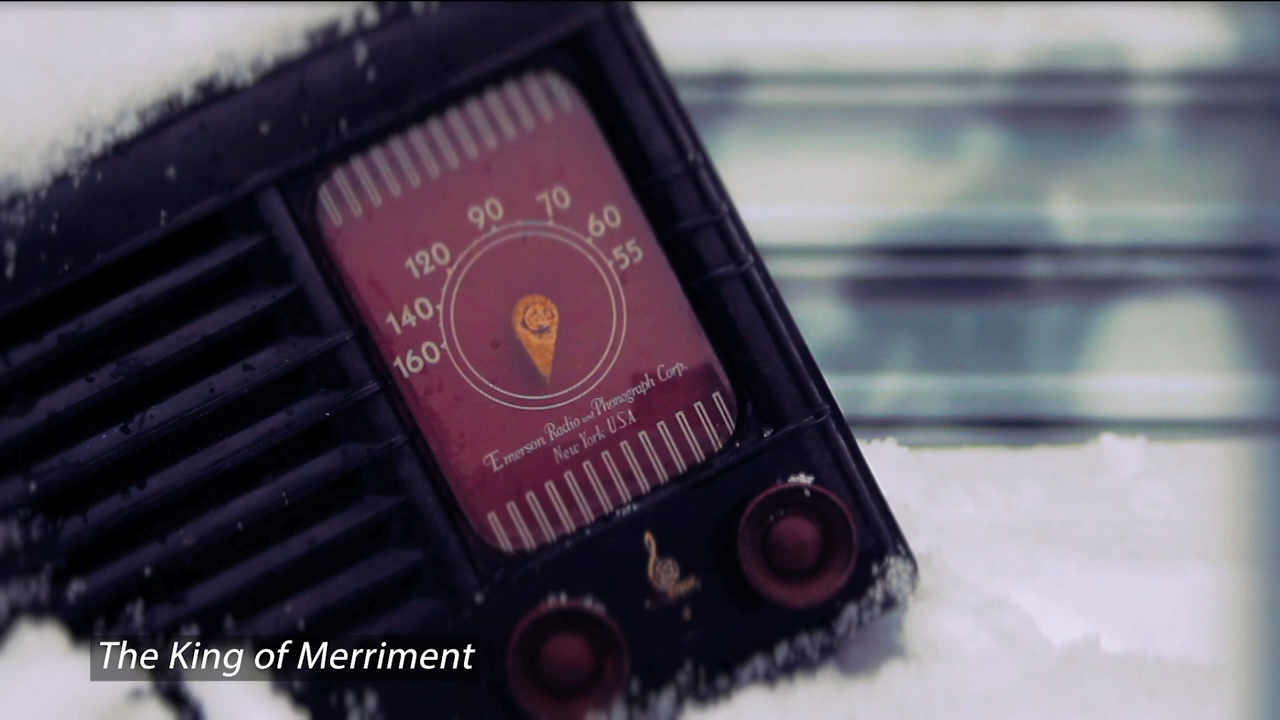 90
70
60
55
120
140
160
Emerson Radio and Phonograph Corp.
New York U.S.A
The King of Merriment